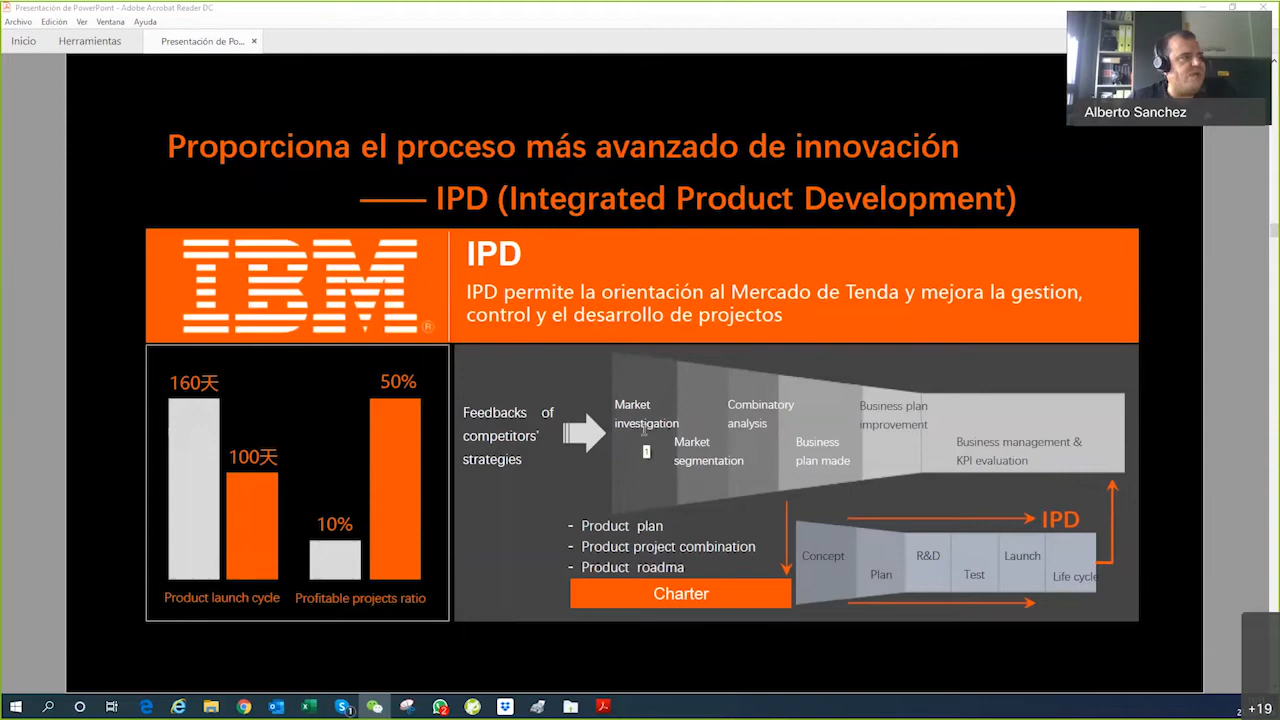 Presentación de PowerPoint - Adobe Acrobat Reader DC
Archivo Edición Ver Ventana Ayuda
Inicio Herramientas Presentación de Po... ×
Alberto Sanchez
Proporciona el proceso más avanzado de innovación
—— IPD (Integrated Product Development)
IBM®
IPD
IPD permite la orientación al Mercado de Tenda y mejora la gestion,
control y el desarrollo de projectos
160天
100天
10%
50%
Product launch cycle
Profitable projects ratio
Feedbacks of
competitors'
strategies
Market
investigation
1
Market
segmentation
Combinatory
analysis
Business
plan made
Business plan
improvement
Business management &
KPI evaluation
- Product plan
- Product project combination
- Product roadma
Charter
IPD
Concept
Plan
R&D
Test
Launch
Life cycle
1
2
+19